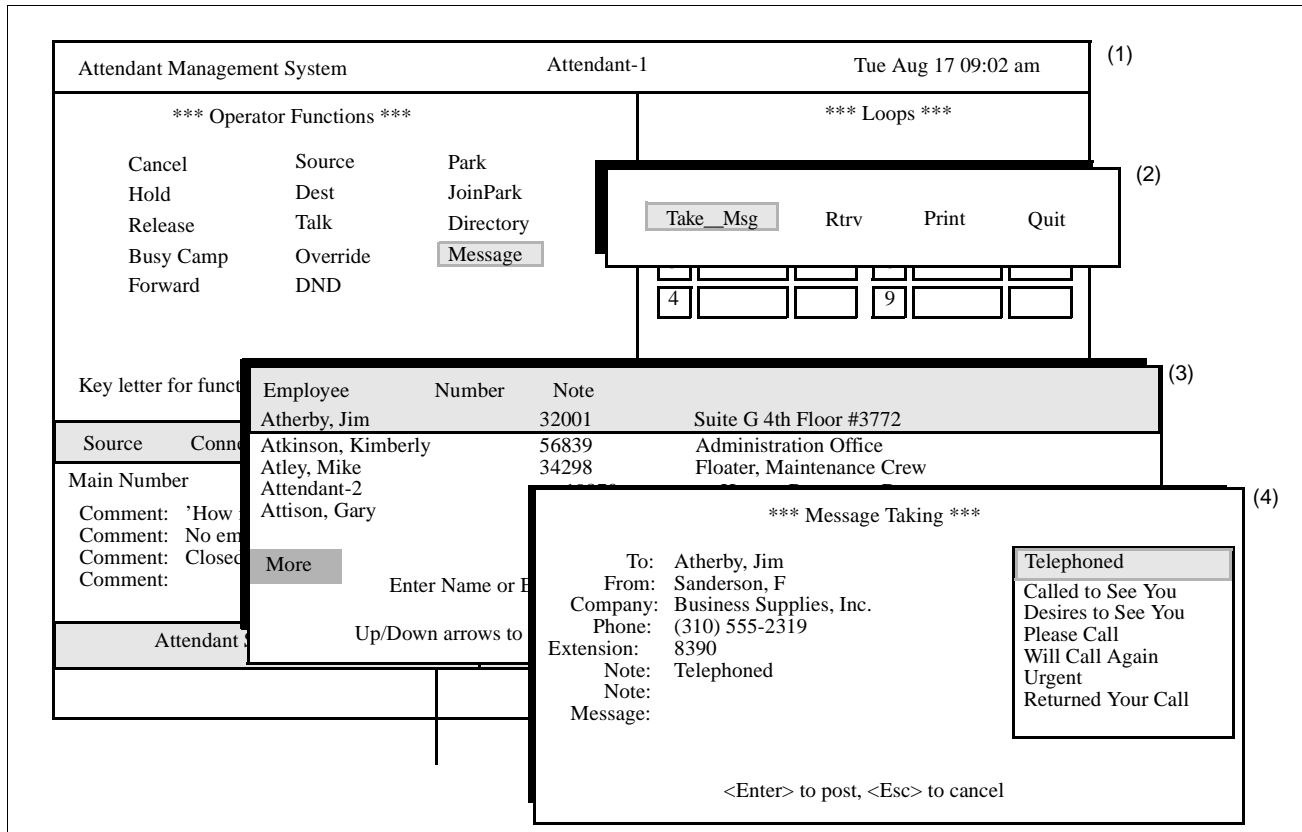 (1)
Attendant Management System Attendant-1 Tue Aug 17 09:02 am
*** Operator Functions *** *** Loops ***
Cancel Source Park
Hold Dest JoinPark
Release Talk Directory
Busy Camp Override Message
Forward DND
(2)
Take__Msg Rtrv Print Quit
4 9
Key letter for funct
(3)
Employee Number Note
Atherby, Jim 32001 Suite G 4th Floor #3772
Atkinson, Kimberly 56839 Administration Office
Atley, Mike 34298 Floater, Maintenance Crew
Attendant-2
Attison, Gary
More
Enter Name or
Up/Down arrows to
Source Conne
Main Number
Comment: 'How
Comment: No em
Comment: Closed
Comment:
Attendant
(4)
*** Message Taking ***
To: Atherby, Jim
From: Sanderson, F
Company: Business Supplies, Inc.
Phone: (310) 555-2319
Extension: 8390
Note: Telephoned
Note:
Message:
Telephoned
Called to See You
Desires to See You
Please Call
Will Call Again
Urgent
Returned Your Call
<Enter> to post, <Esc> to cancel